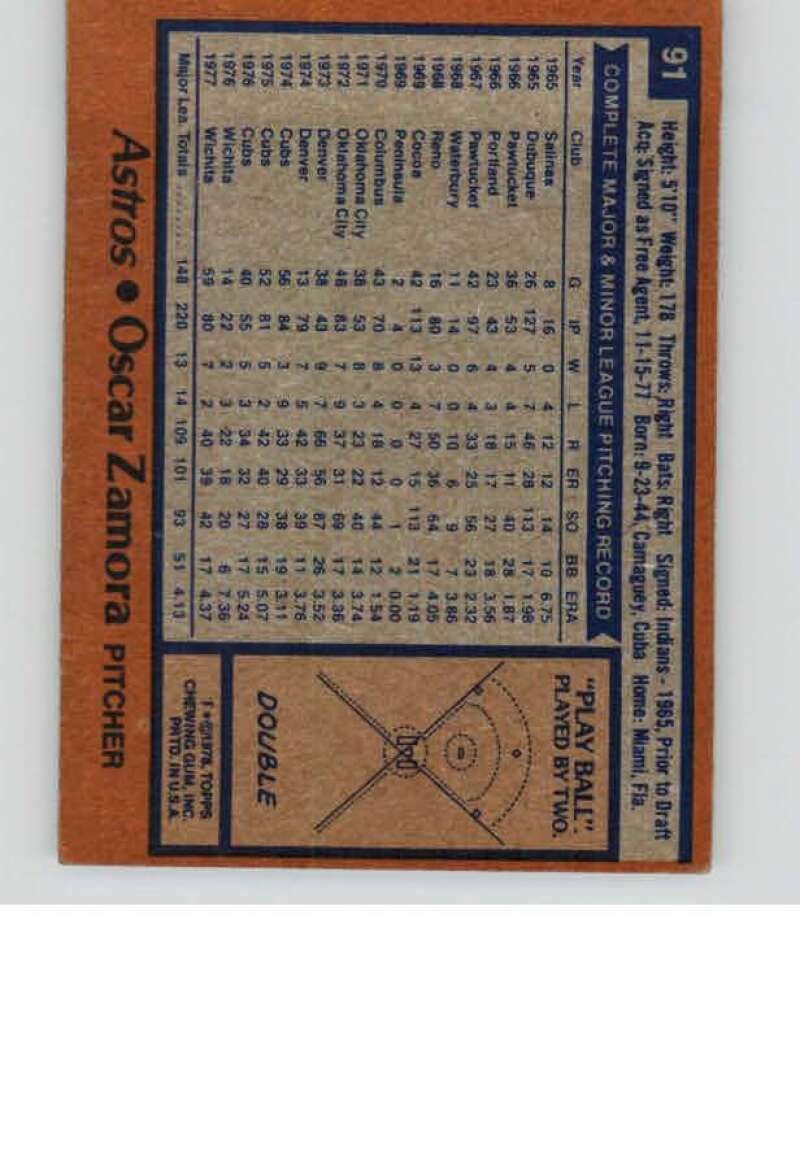 91
Height: 5'10" Weight: 178 Throws: Right Bats: Right Signed: Indians - 1965, Prior to Draft
Acq: Signed as Free Agent, 11-15-77 Born: 9-23-44, Camaguey, Cuba Home: Miami, Fla.
COMPLETE MAJOR & MINOR LEAGUE PITCHING RECORD
Year Club G IP W L R ER SO BB ERA
1965 Salinas 8 16 0 4 12 12 14 10 6.75
1965 Dubuque 26 127 5 7 46 28 113 17 1.98
1966 Pawtucket 36 53 4 4 15 11 40 28 1.87
1966 Portland 23 43 4 3 18 17 27 18 3.56
1967 Pawtucket 42 97 6 4 33 25 56 23 2.32
1968 Waterbury 11 14 0 0 10 6 9 7 3.86
1968 Reno 16 80 3 7 50 36 64 17 4.05
1969 Cocoa 42 113 13 4 27 15 113 21 1.19
1969 Peninsula 2 4 0 0 0 0 1 2 0.00
1970 Columbus 43 70 8 4 18 12 44 12 1.54
1971 Oklahoma City 38 53 8 3 23 22 40 14 3.74
1972 Oklahoma City 46 83 7 9 37 31 69 17 3.36
1973 Denver 38 43 9 7 66 56 87 26 3.52
1974 Denver 13 79 7 5 42 33 39 11 3.76
1974 Cubs 56 84 3 9 33 29 38 19 3.11
1975 Cubs 52 81 5 2 42 40 28 15 5.07
1976 Cubs 40 55 5 3 34 32 27 17 5.24
1976 Wichita 14 22 2 3 22 18 20 6 7.36
1977 Wichita 59 80 7 2 40 39 42 17 4.37
Major Lea. Totals ........ 148 220 13 14 109 101 93 51 4.13
"PLAY BALL"
PLAYED BY TWO.
DOUBLE
©1978, TOPPS
CHEWING GUM, INC.
PRTD. IN U.S.A.
Astros • Oscar Zamora PITCHER